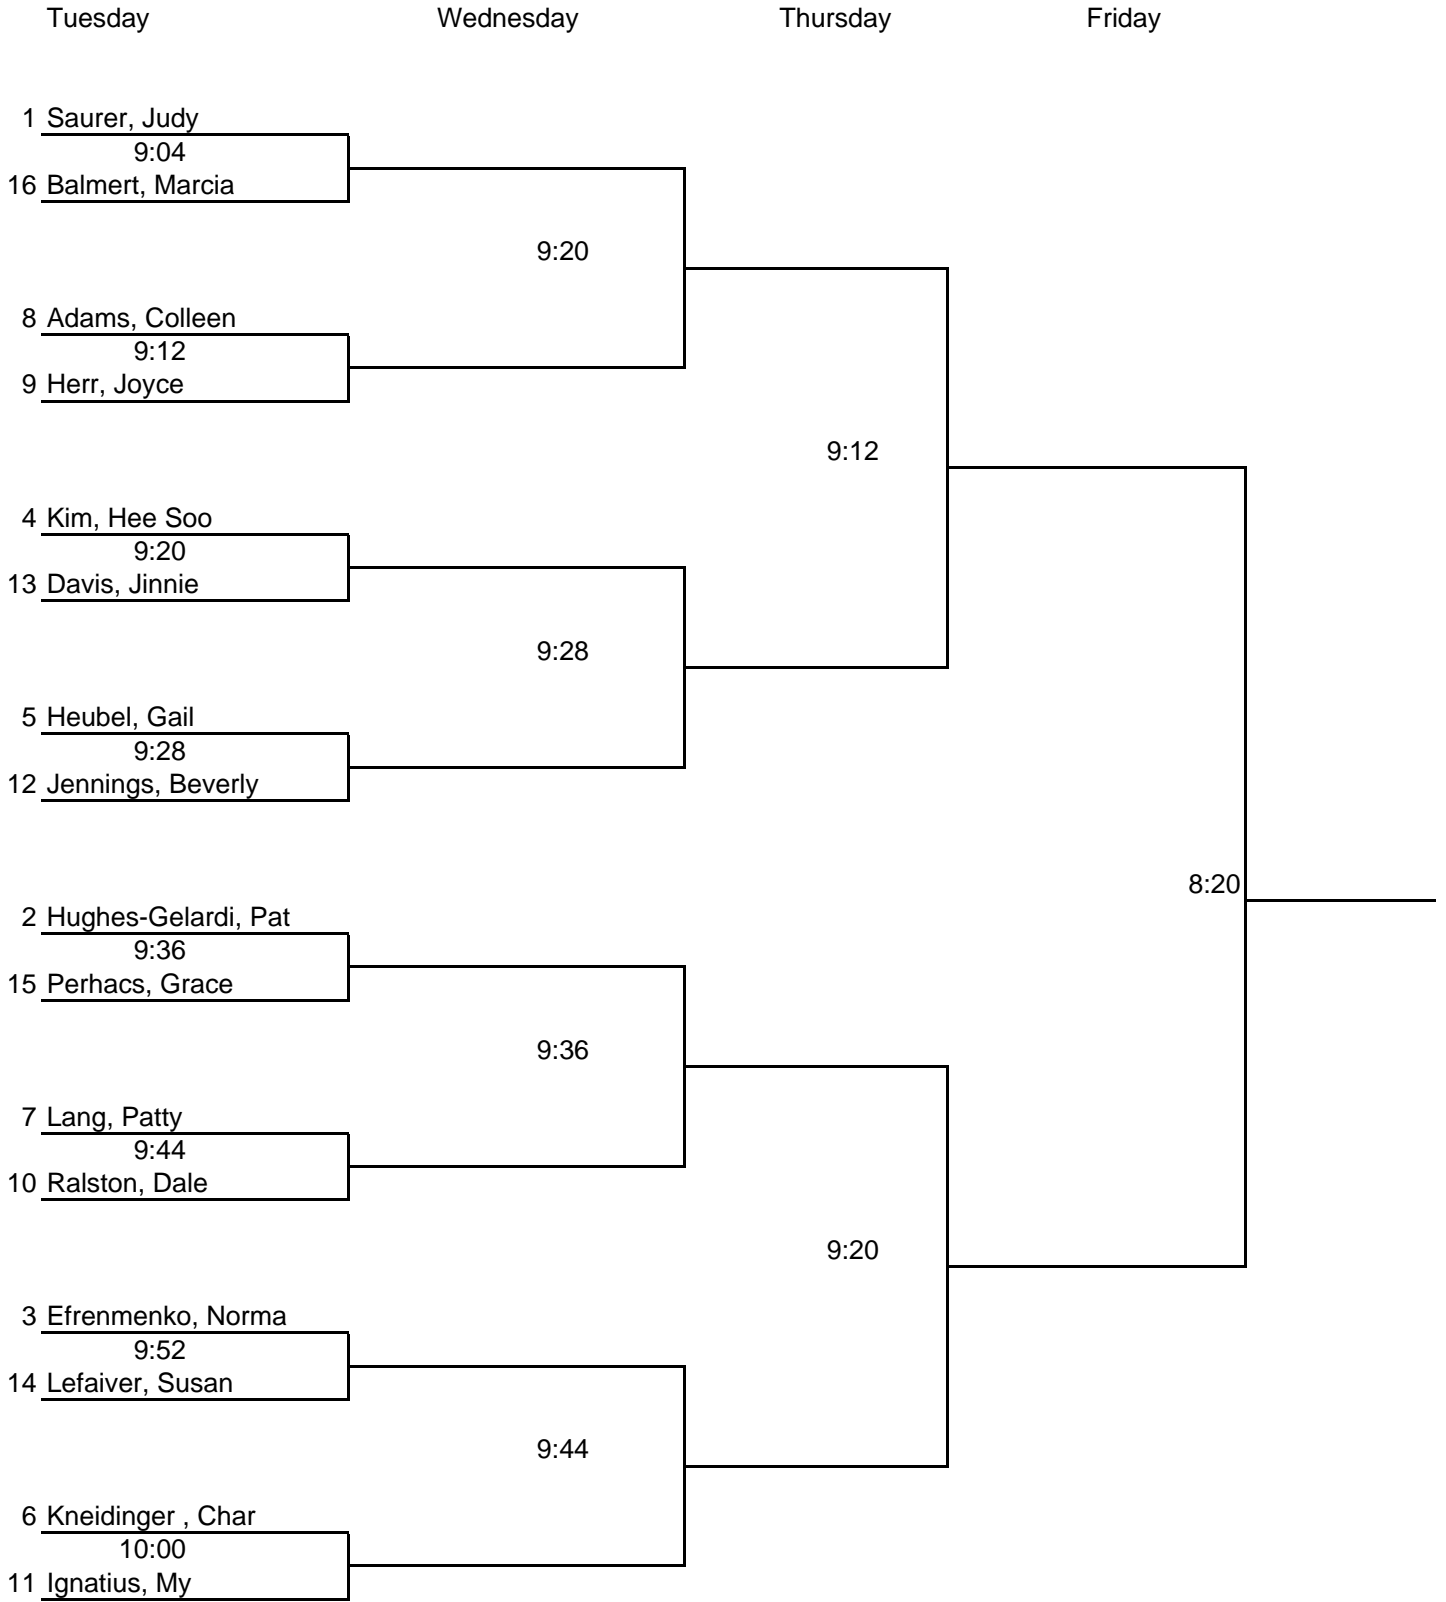 Tuesday Wednesday Thursday Friday
1 Saurer, Judy
9:04
16 Balmert, Marcia
9:20
8 Adams, Colleen
9:12
9 Herr, Joyce
9:12
4 Kim, Hee Soo
9:20
13 Davis, Jinnie
9:28
5 Heubel, Gail
9:28
12 Jennings, Beverly
8:20
2 Hughes-Gelardi, Pat
9:36
15 Perhacs, Grace
9:36
7 Lang, Patty
9:44
10 Ralston, Dale
9:20
3 Efrenmenko, Norma
9:52
14 Lefaiver, Susan
9:44
6 Kneidinger , Char
10:00
11 Ignatius, My